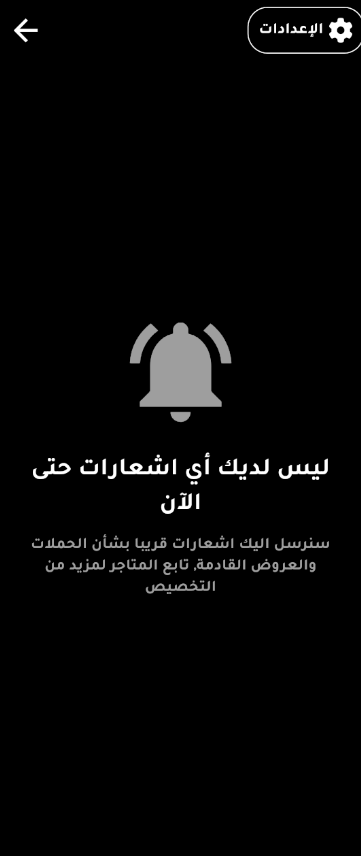 الإعدادات
ليس لديك أي اشعارات حتى
الآن
سنرسل اليك اشعارات قريبا بشأن الحملات
والعروض القادمة, تابع المتاجر لمزيد من
التخصيص